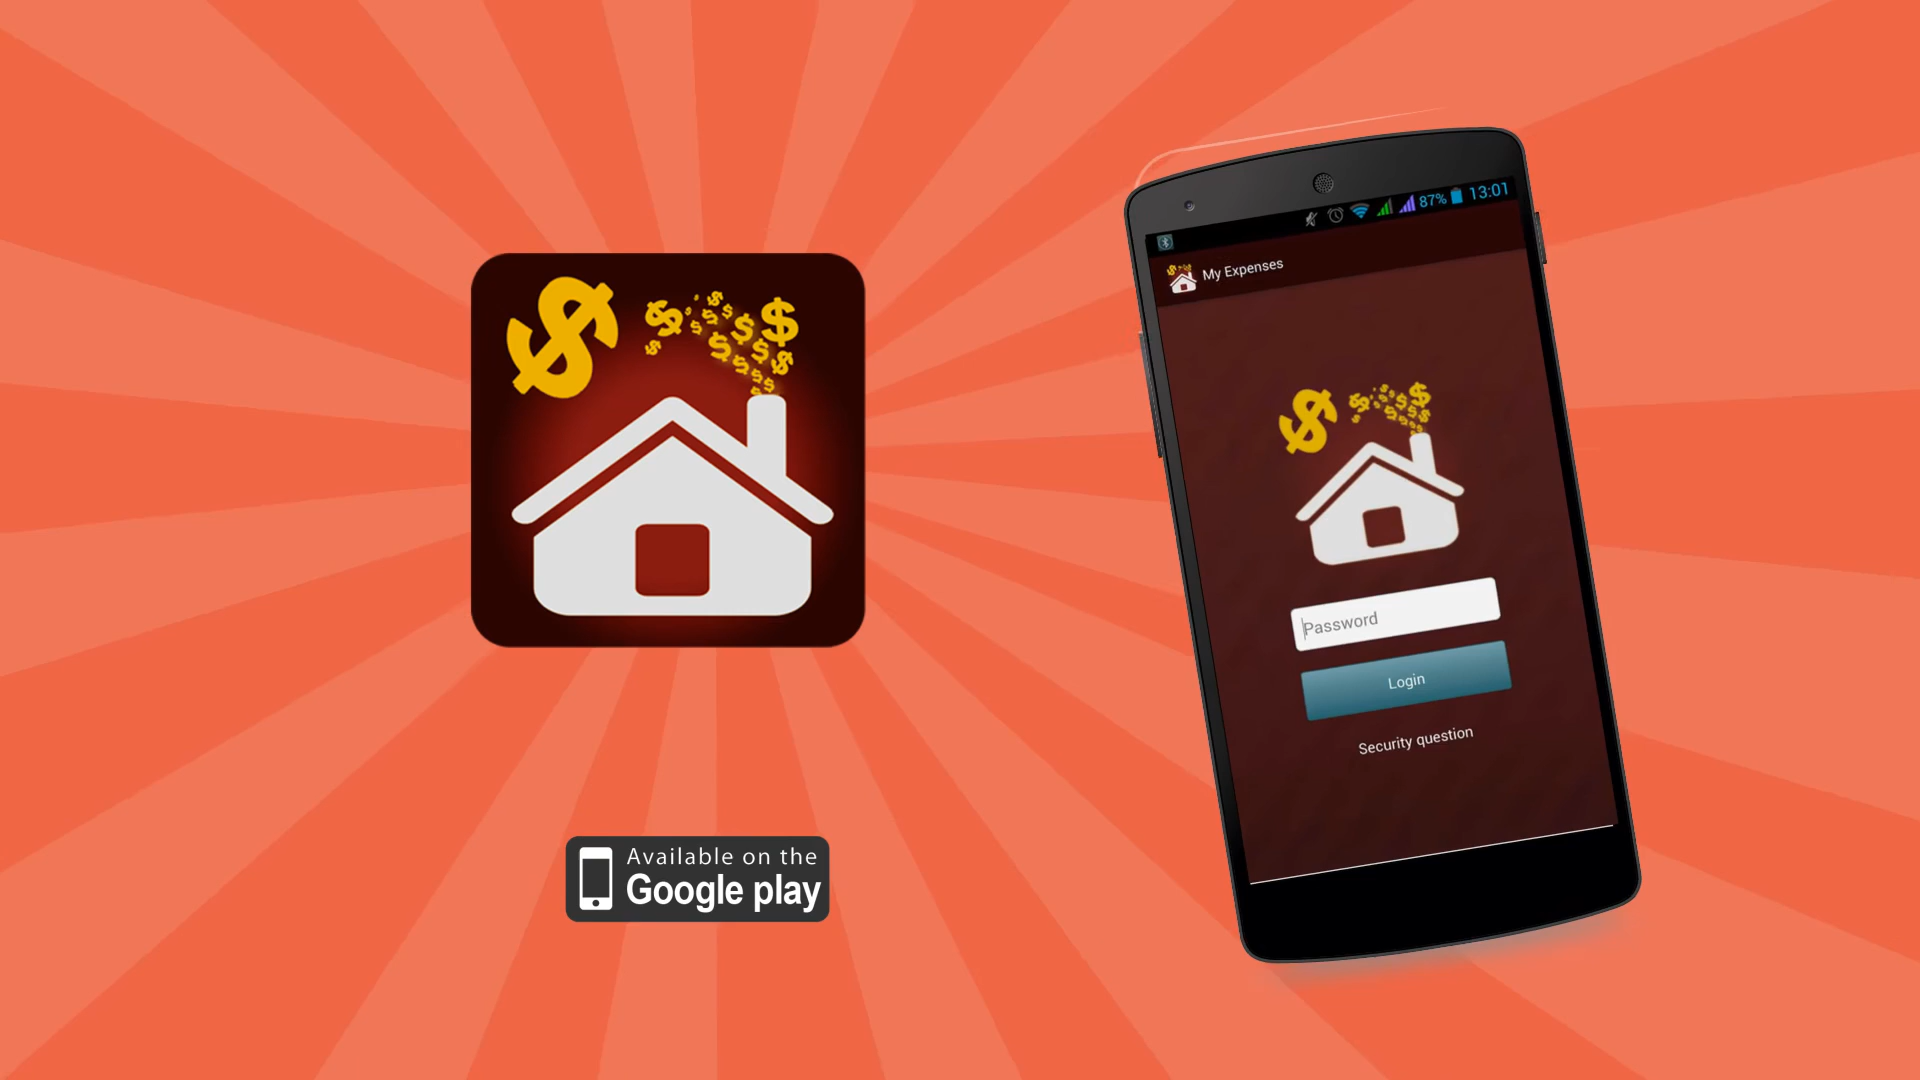 Available on the
Google play
87% 13:01
My Expenses
Password
Login
Security question